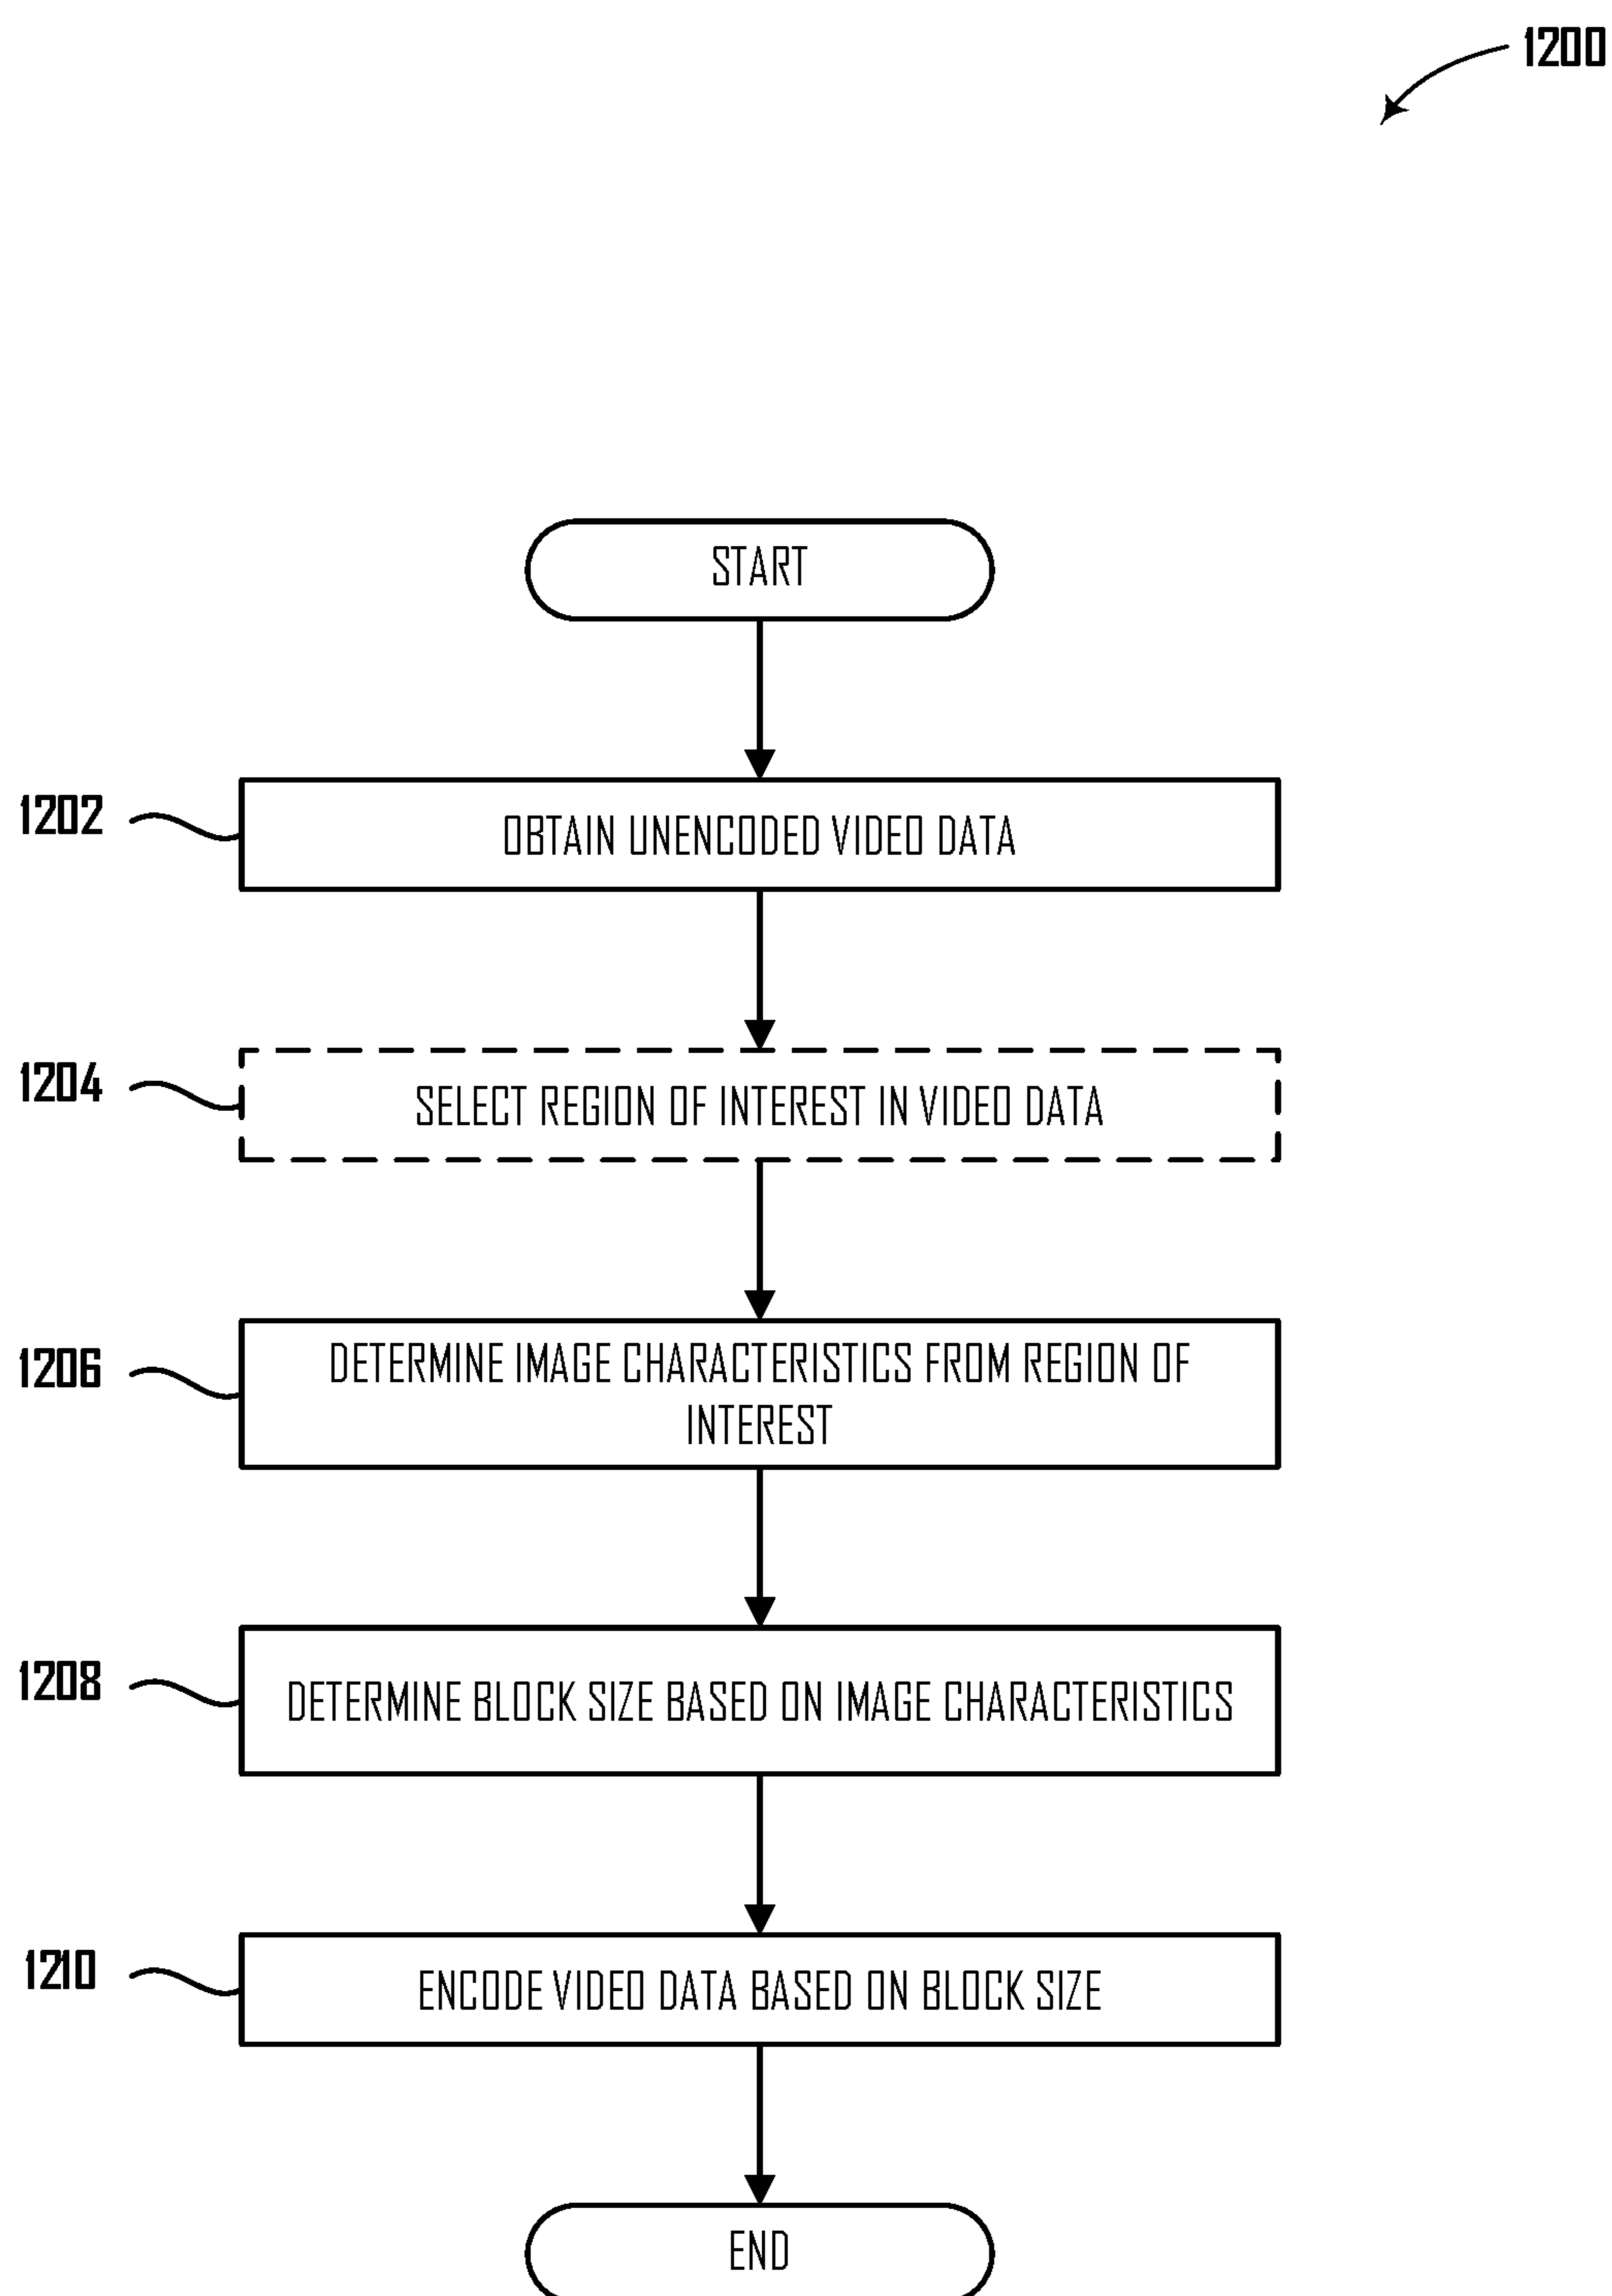 1200
START
1202
OBTAIN UNENCODED VIDEO DATA
1204
SELECT REGION OF INTEREST IN VIDEO DATA
1206
DETERMINE IMAGE CHARACTERISTICS FROM REGION OF
INTEREST
1208
DETERMINE BLOCK SIZE BASED ON IMAGE CHARACTERISTICS
1210
ENCODE VIDEO DATA BASED ON BLOCK SIZE
END